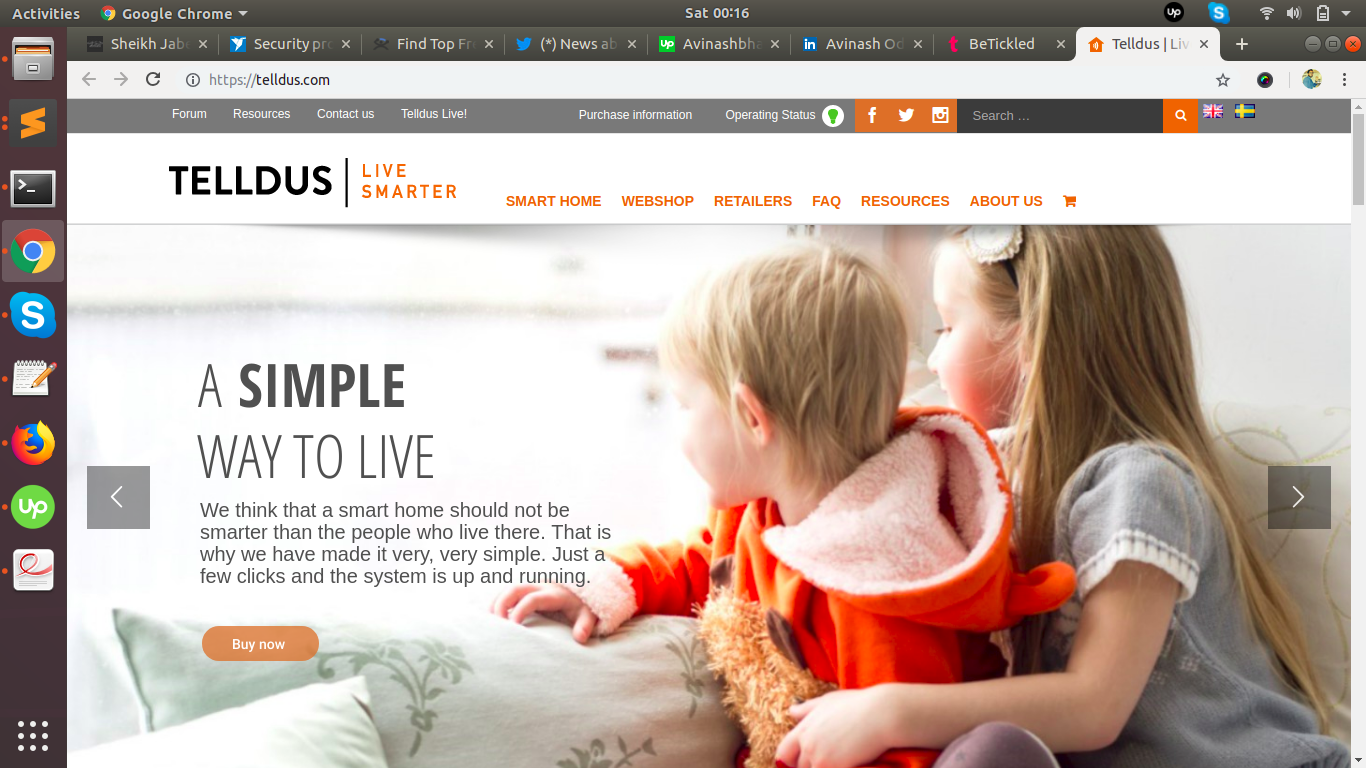 Activities
Google Chrome
Sat 00:16
up
Sheikh Jabe
Security pro
Find Top Fre
(*) News ab
Avinashbha
Avinash Od
BeTickled
Telldus | Liv
https://telldus.com
Forum
Resources
Contact us
Telldus Live!
Purchase information
Operating Status
Search ...
TELLDUS
LIVE
SMARTER
SMART HOME
WEBSHOP
RETAILERS
FAQ
RESOURCES
ABOUT US
A SIMPLE
WAY TO LIVE
We think that a smart home should not be
smarter than the people who live there. That is
why we have made it very, very simple. Just a
few clicks and the system is up and running.
Buy now